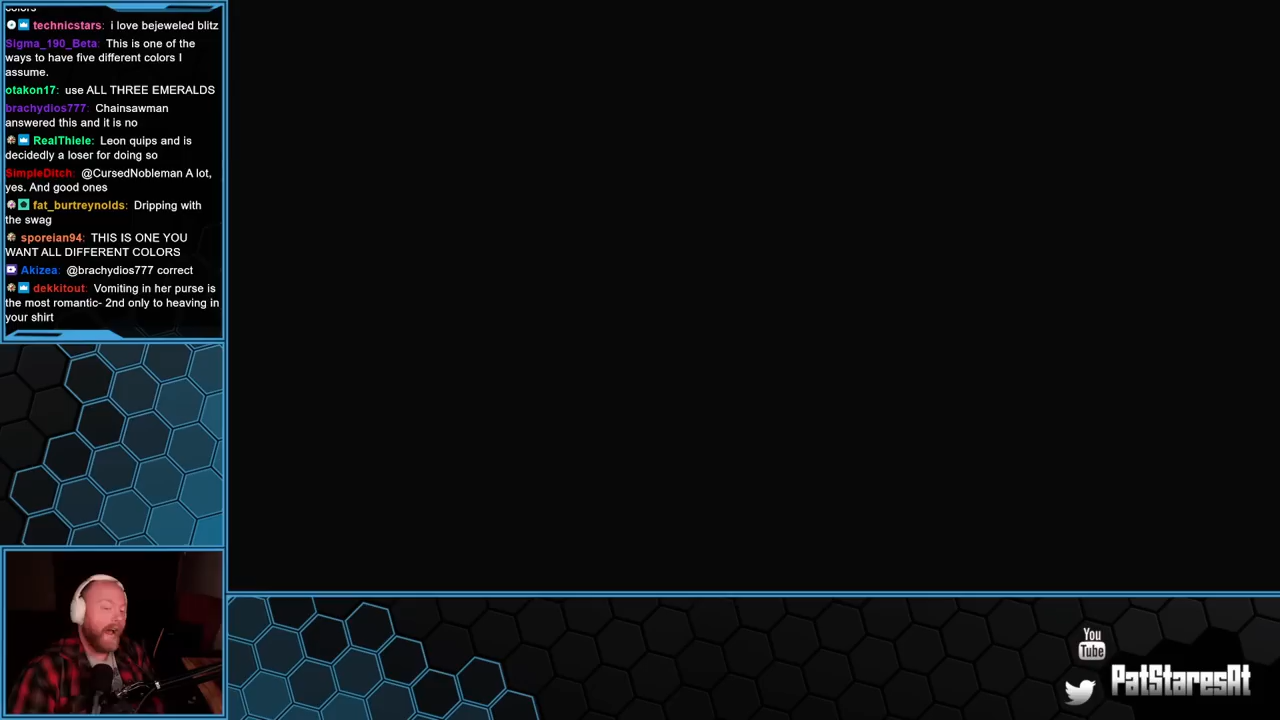 technicstars: i love bejeweled blitz
Sigma_190_Beta: This is one of the
ways to have five different colors I
assume.
otakon17: use ALL THREE EMERALDS
brachydios777: Chainsawman
answered this and it is no
RealThiele: Leon quips and is
decidedly a loser for doing so
SimpleDitch: @CursedNobleman A lot,
yes. And good ones
fat_burtreynolds: Dripping with
the swag
sporeian94: THIS IS ONE YOU
WANT ALL DIFFERENT COLORS
Akizea: @brachydios777 correct
dekkitout: Vomiting in her purse is
the most romantic- 2nd only to heaving in
your shirt
You
Tube
PatStaresAt